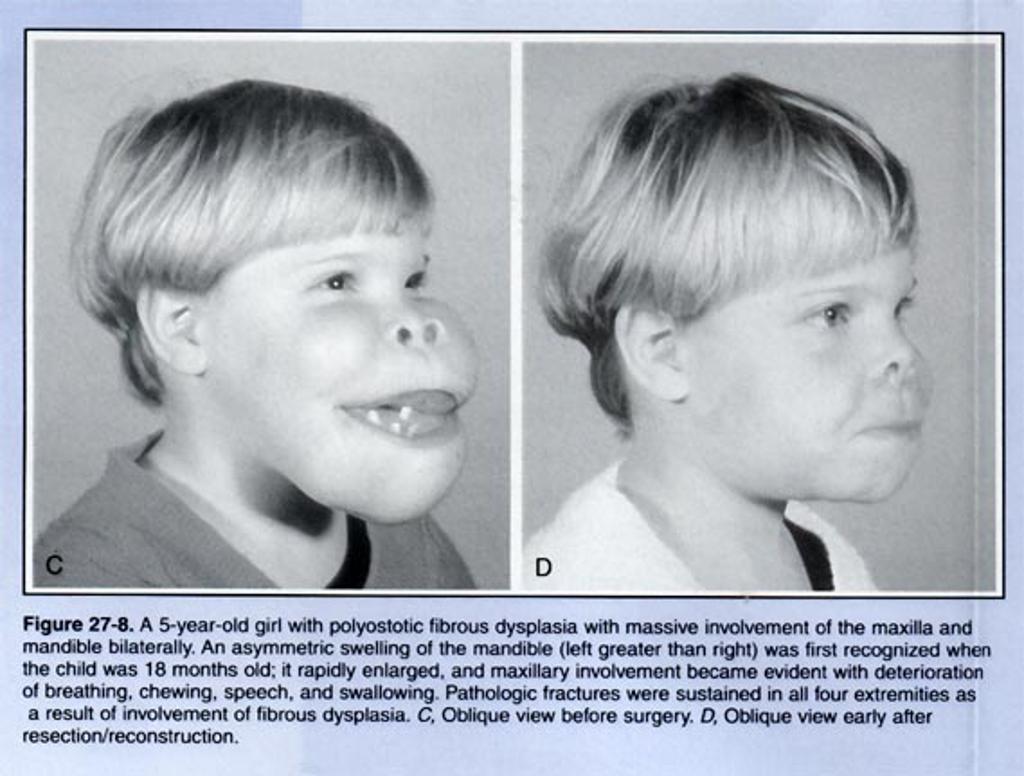 C
D
Figure 27-8. A 5-year-old girl with polyostotic fibrous dysplasia with massive involvement of the maxilla and
mandible bilaterally. An asymmetric swelling of the mandible (left greater than right) was first recognized when
the child was 18 months old; it rapidly enlarged, and maxillary involvement became evident with deterioration
of breathing, chewing, speech, and swallowing. Pathologic fractures were sustained in all four extremities as
a result of involvement of fibrous dysplasia. C, Oblique view before surgery. D, Oblique view early after
resection/reconstruction.